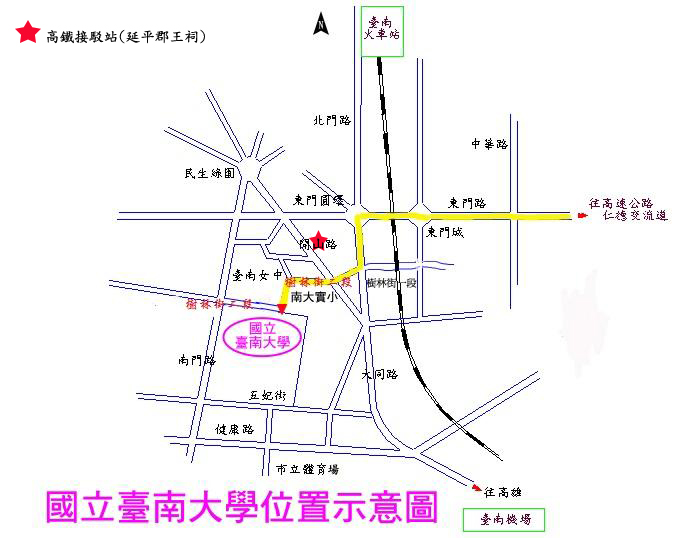 臺南
火車站
高鐵接駁站(延平郡王祠)
北門路
中華路
民生綠園
東門圓環
東門路
往高速公路
仁德交流道
東門城
開山路
臺南女中
樹林街二段
樹林街一段
南大實小
樹林街二段
國立
臺南大學
南門路
大同路
五妃街
健康路
市立體育場
往高雄
國立臺南大學位置示意圖
臺南機場